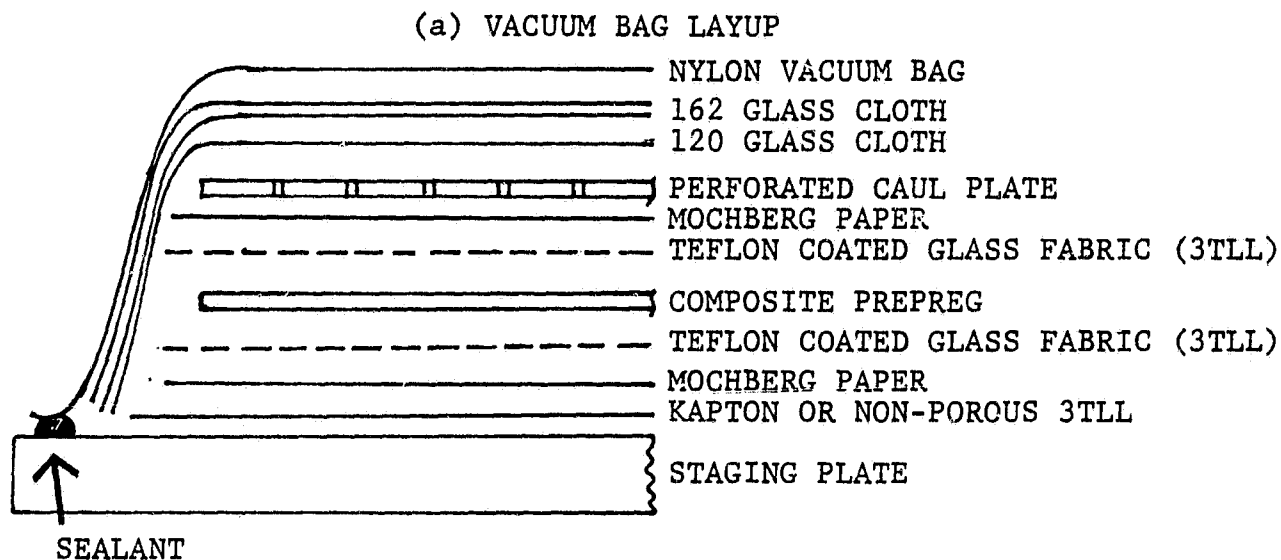 (a) VACUUM BAG LAYUP
NYLON VACUUM BAG
162 GLASS CLOTH
120 GLASS CLOTH
PERFORATED CAUL PLATE
MOCHBERG PAPER
TEFLON COATED GLASS FABRIC (3TLL)
COMPOSITE PREPREG
TEFLON COATED GLASS FABRIC (3TLL)
MOCHBERG PAPER
KAPTON OR NON-POROUS 3TLL
STAGING PLATE
SEALANT